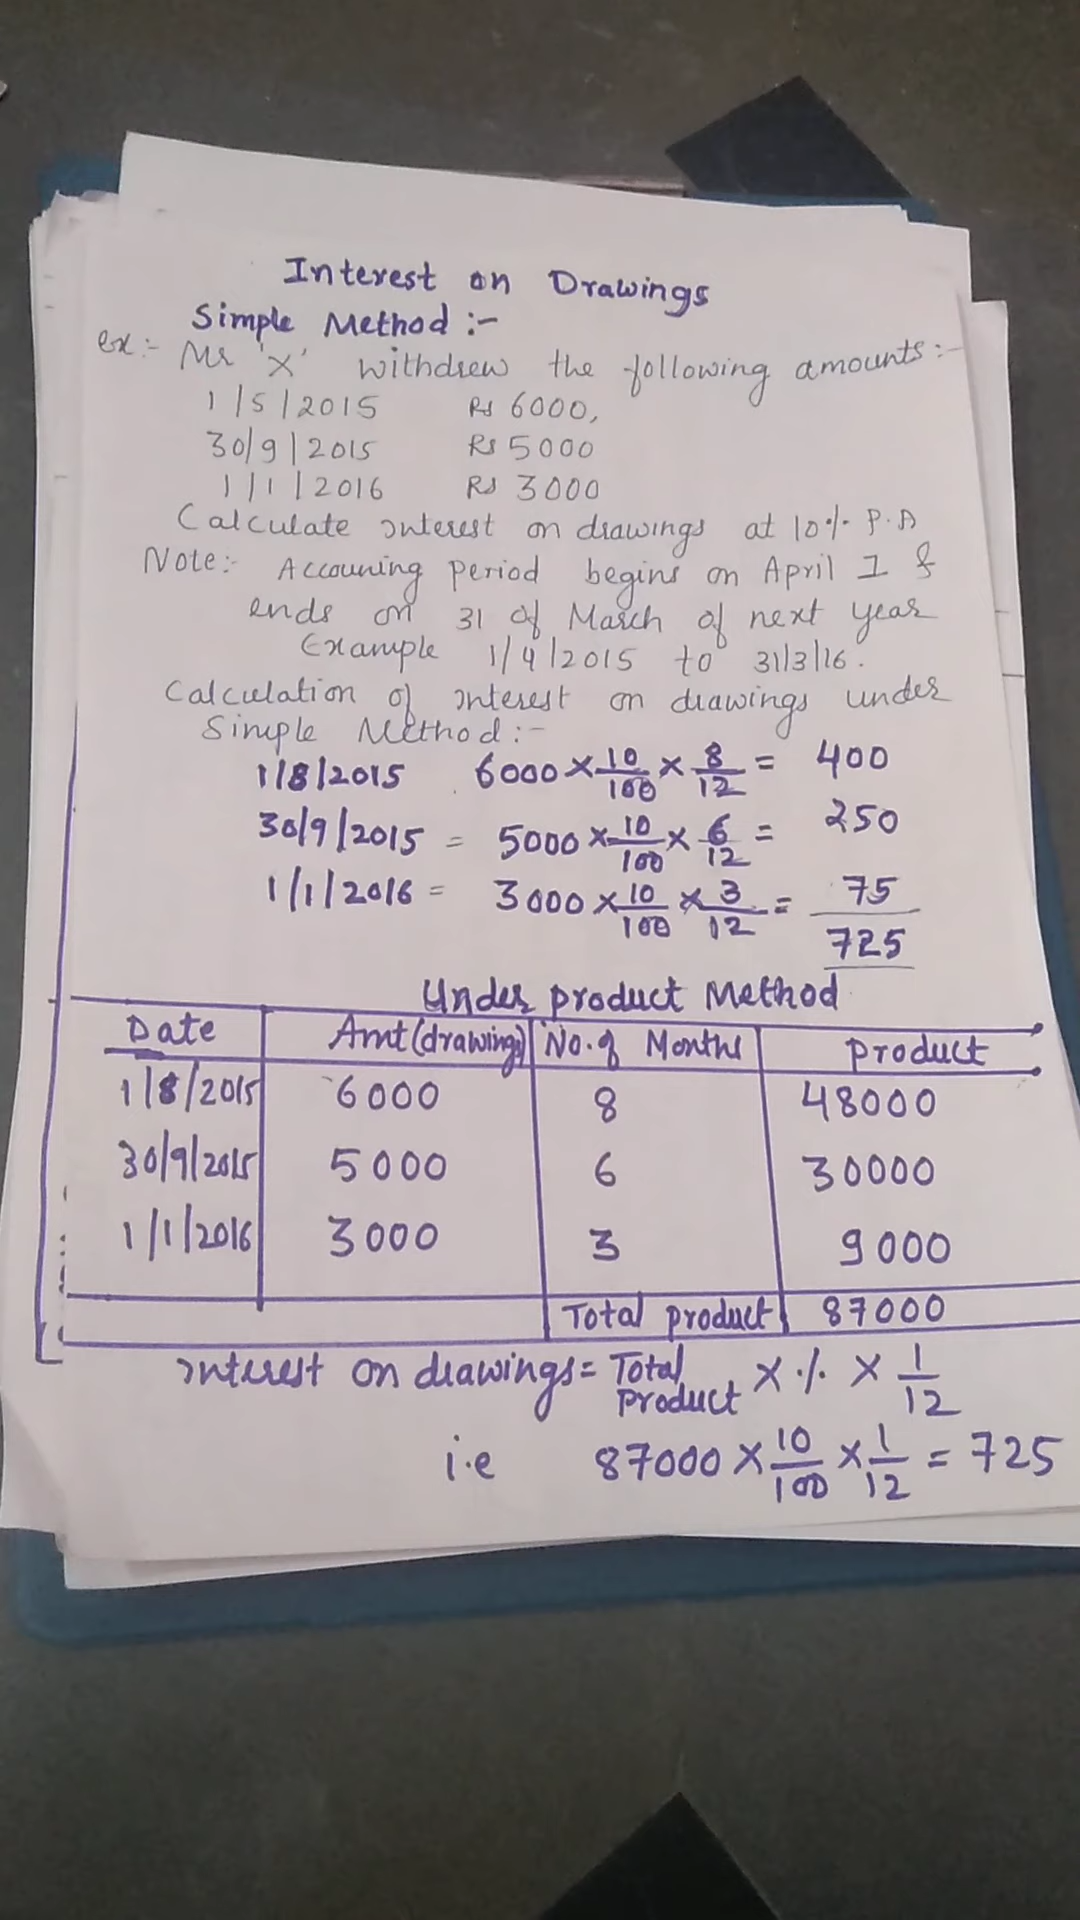 Interest on Drawings
Simple Method :-
ex:- Mr 'X' withdrew the following amounts:-
1/5/2015 Rs 6000,
30/9/2015 Rs 5000
1/1/2016 Rs 3000
Calculate interest on drawings at 10% P.A
Note:- Accouning period begins on April 1 &
ends on 31 of March of next year
Example 1/4/2015 to 31/3/16.
Calculation of interest on drawings under
Simple Method:-
1/8/2015 6000 × 10/100 × 8/12 = 400
30/9/2015 = 5000 × 10/100 × 6/12 = 250
1/1/2016 = 3000 × 10/100 × 3/12 = 75
725
Under product Method
Date Amt(drawings) No. of Months product
1/8/2015 6000 8 48000
30/9/2015 5000 6 30000
1/1/2016 3000 3 9000
Total product 87000
interest on drawings = Total product × % × 1/12
i.e 87000 × 10/100 × 1/12 = 725